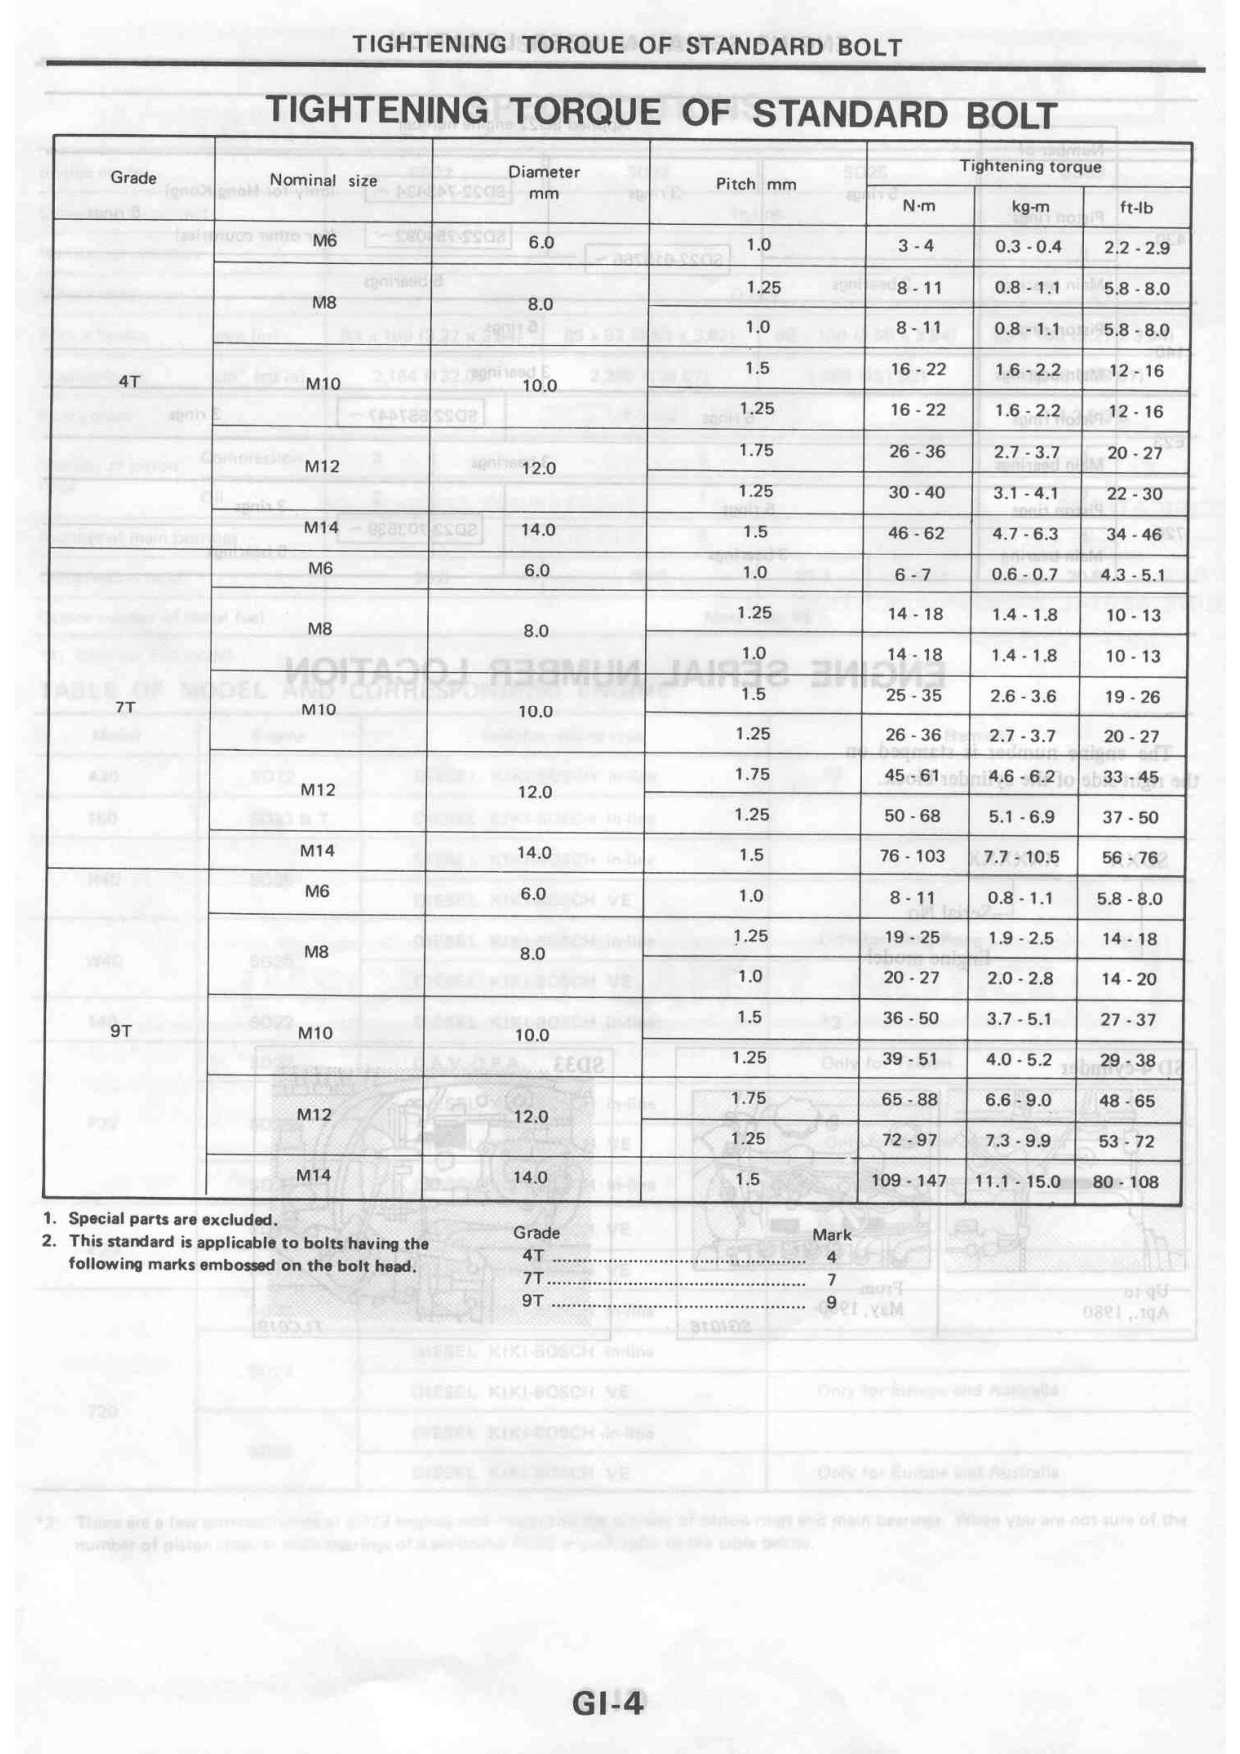 TIGHTENING TORQUE OF STANDARD BOLT
TIGHTENING TORQUE OF STANDARD BOLT
Grade Nominal size Diameter mm Pitch mm Tightening torque
N·m kg-m ft-lb
4T M6 6.0 1.0 3 - 4 0.3 - 0.4 2.2 - 2.9
M8 8.0 1.25 8 - 11 0.8 - 1.1 5.8 - 8.0
1.0 8 - 11 0.8 - 1.1 5.8 - 8.0
M10 10.0 1.5 16 - 22 1.6 - 2.2 12 - 16
1.25 16 - 22 1.6 - 2.2 12 - 16
M12 12.0 1.75 26 - 36 2.7 - 3.7 20 - 27
1.25 30 - 40 3.1 - 4.1 22 - 30
M14 14.0 1.5 46 - 62 4.7 - 6.3 34 - 46
7T M6 6.0 1.0 6 - 7 0.6 - 0.7 4.3 - 5.1
M8 8.0 1.25 14 - 18 1.4 - 1.8 10 - 13
1.0 14 - 18 1.4 - 1.8 10 - 13
M10 10.0 1.5 25 - 35 2.6 - 3.6 19 - 26
1.25 26 - 36 2.7 - 3.7 20 - 27
M12 12.0 1.75 45 - 61 4.6 - 6.2 33 - 45
1.25 50 - 68 5.1 - 6.9 37 - 50
M14 14.0 1.5 76 - 103 7.7 - 10.5 56 - 76
9T M6 6.0 1.0 8 - 11 0.8 - 1.1 5.8 - 8.0
M8 8.0 1.25 19 - 25 1.9 - 2.5 14 - 18
1.0 20 - 27 2.0 - 2.8 14 - 20
M10 10.0 1.5 36 - 50 3.7 - 5.1 27 - 37
1.25 39 - 51 4.0 - 5.2 29 - 38
M12 12.0 1.75 65 - 88 6.6 - 9.0 48 - 65
1.25 72 - 97 7.3 - 9.9 53 - 72
M14 14.0 1.5 109 - 147 11.1 - 15.0 80 - 108
1. Special parts are excluded.
2. This standard is applicable to bolts having the
following marks embossed on the bolt head.
Grade Mark
4T ........................................ 4
7T ........................................ 7
9T ........................................ 9
GI-4